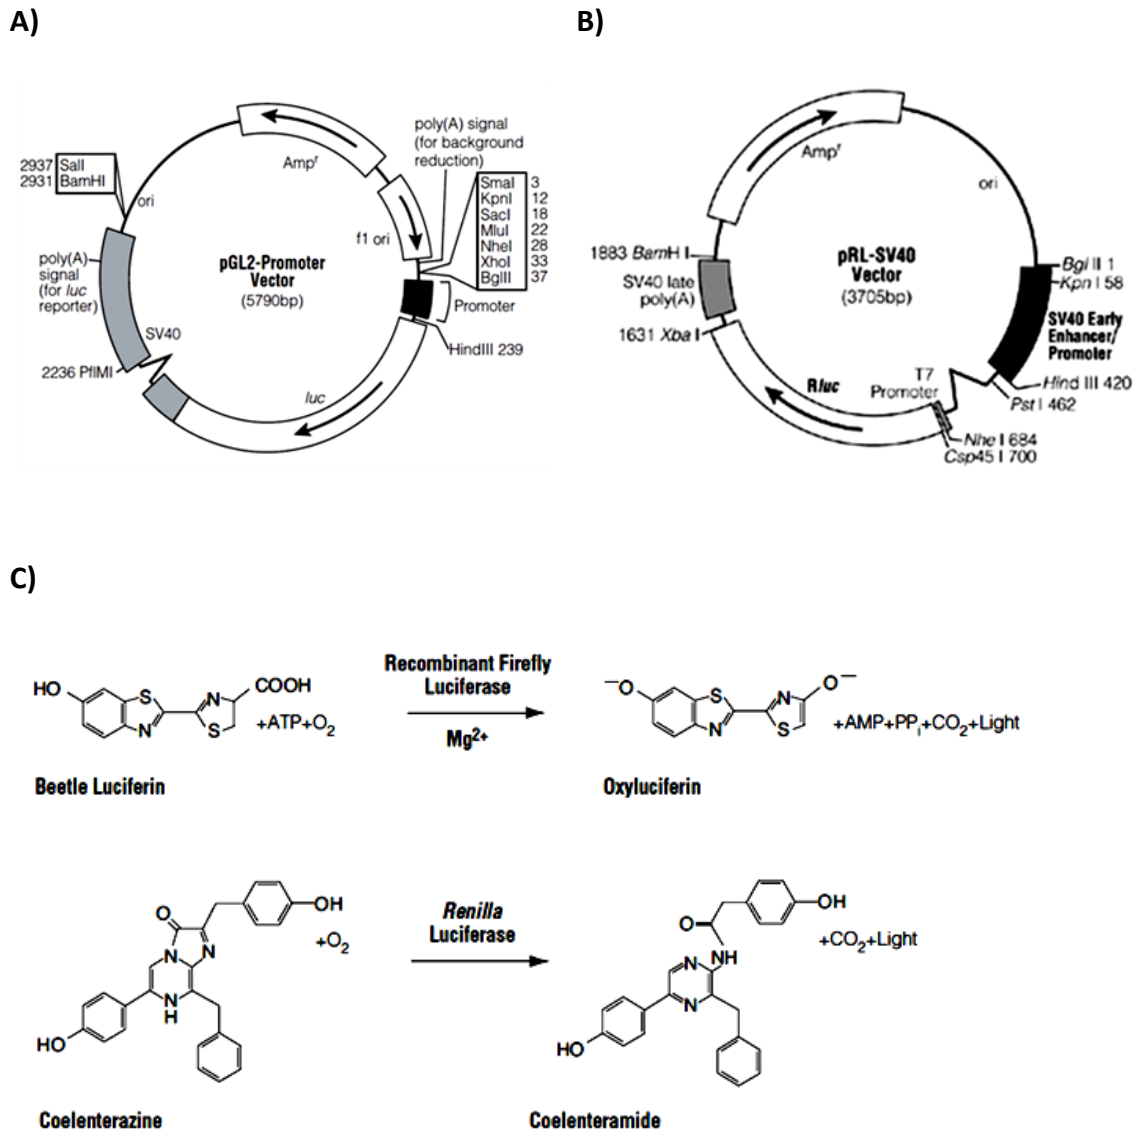 A)
poly(A) signal
(for background
reduction)
Amp^r
2937 SalI
2931 BamHI
ori
f1 ori
SmaI 3
KpnI 12
SacI 18
MluI 22
NheI 28
XhoI 33
BglII 37
pGL2-Promoter
Vector
(5790bp)
poly(A)
signal
(for luc
reporter)
SV40
Promoter
HindIII 239
2236 PflMI
luc
B)
Amp^r
ori
1883 BamH I
SV40 late
poly(A)
1631 Xba I
pRL-SV40
Vector
(3705bp)
Bgl II 1
Kpn I 58
SV40 Early
Enhancer/
Promoter
T7
Promoter
Rluc
Hind III 420
Pst I 462
Nhe I 684
Csp45 I 700
C)
HO
S
N
N
S
COOH
+ATP+O₂
Recombinant Firefly
Luciferase
Mg²⁺
⁻O
S
N
N
S
O⁻
+AMP+PPᵢ+CO₂+Light
Beetle Luciferin
Oxyluciferin
O
N
N
N
H
OH
HO
+O₂
Renilla
Luciferase
O
NH
N
N
OH
HO
+CO₂+Light
Coelenterazine
Coelenteramide